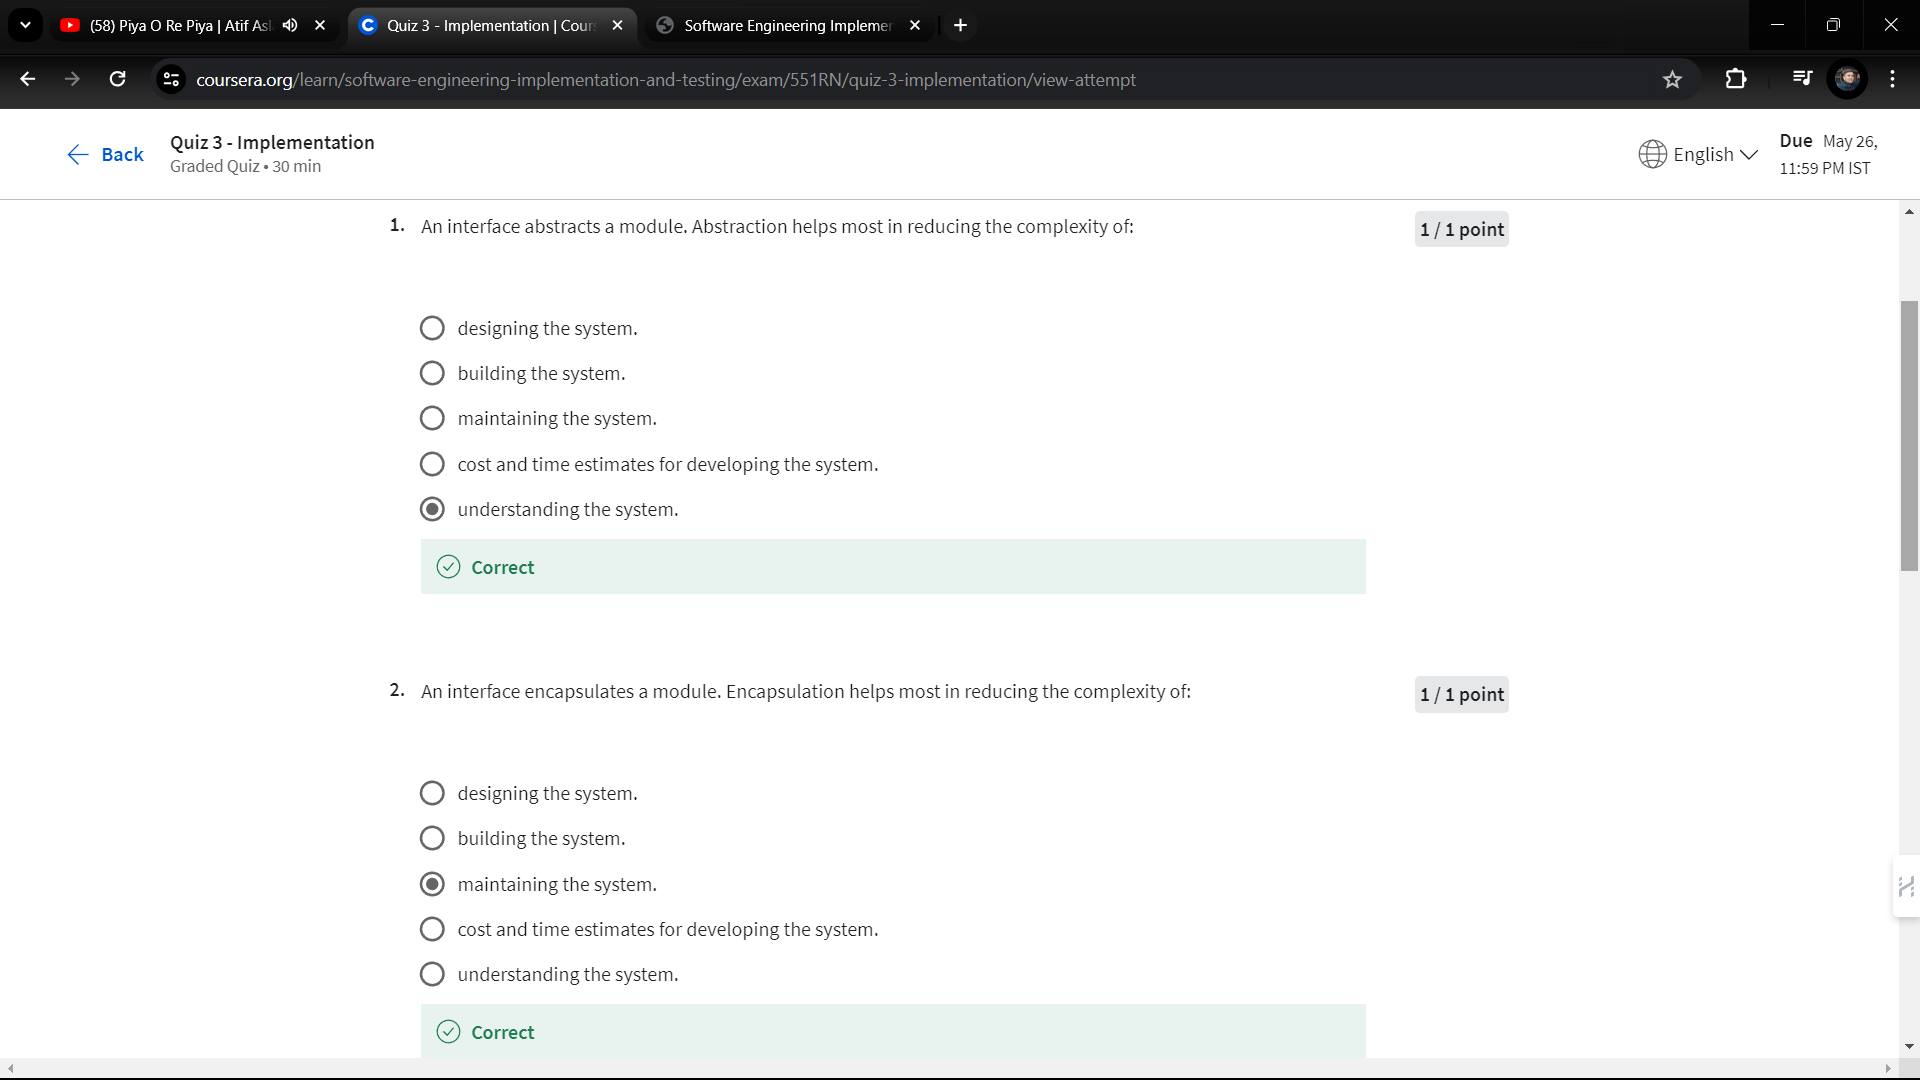 (58) Piya O Re Piya | Atif Asl
Quiz 3 - Implementation | Cour
Software Engineering Implemen
coursera.org/learn/software-engineering-implementation-and-testing/exam/551RN/quiz-3-implementation/view-attempt
Back
Quiz 3 - Implementation
Graded Quiz • 30 min
English
Due May 26,
11:59 PM IST
1. An interface abstracts a module. Abstraction helps most in reducing the complexity of:
1 / 1 point
designing the system.
building the system.
maintaining the system.
cost and time estimates for developing the system.
understanding the system.
Correct
2. An interface encapsulates a module. Encapsulation helps most in reducing the complexity of:
1 / 1 point
designing the system.
building the system.
maintaining the system.
cost and time estimates for developing the system.
understanding the system.
Correct